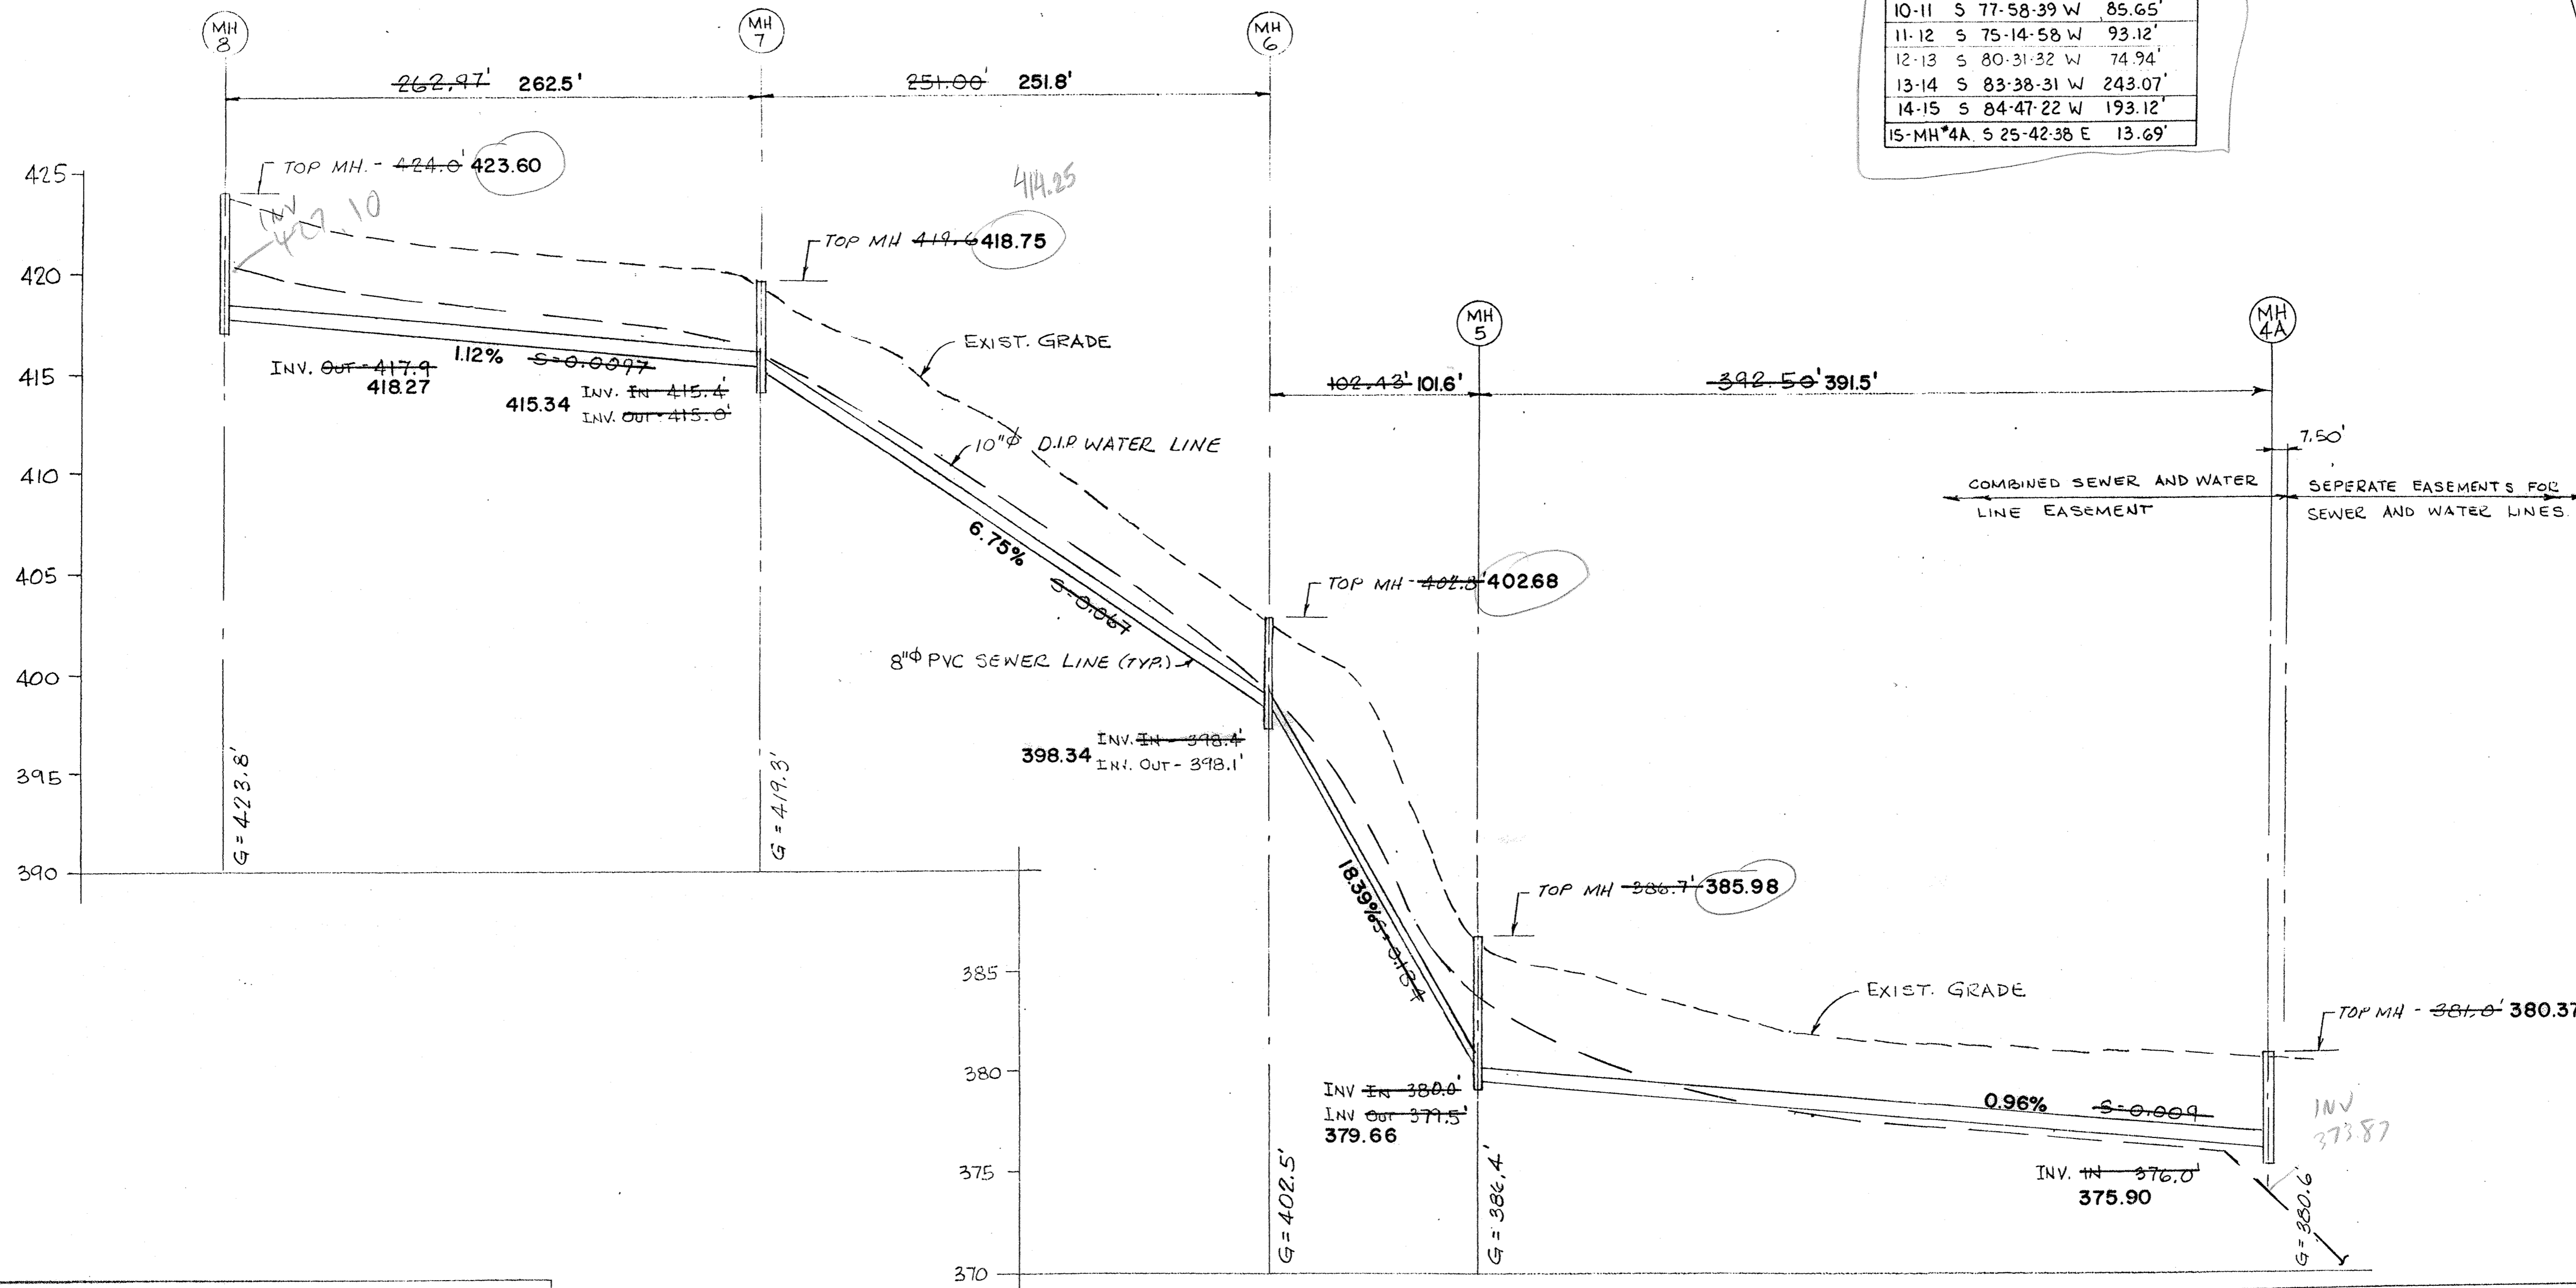 MH 8
MH 7
MH 6
10-11 S 77-58-39 W 85.65'
11-12 S 75-14-58 W 93.12'
12-13 S 80-31-32 W 74.94'
13-14 S 83-38-31 W 243.07'
14-15 S 84-47-22 W 193.12'
15-MH#4A. S 25-42-38 E 13.69'
262.97' 262.5'
251.00' 251.8'
TOP MH. - 424.0' 423.60
414.25
425
INV
TOP MH 419.6 418.75
420
MH 5
MH 4A
EXIST. GRADE
INV. OUT - 417.9
418.27
1.12% S=0.0097
415
415.34
INV. IN - 415.4'
INV. OUT - 415.0'
102.43' 101.6'
392.50' 391.5'
7.50'
10"φ D.I.P. WATER LINE
410
COMBINED SEWER AND WATER
LINE EASEMENT
SEPERATE EASEMENTS FOR
SEWER AND WATER LINES.
6.75%
S=0.067
405
TOP MH - 402.8' 402.68
8"φ PVC SEWER LINE (TYP.)
400
398.34
INV. IN - 398.4'
INV. OUT - 398.1'
395
G = 423.8'
G = 419.3'
390
18.39% S=0.184
TOP MH - 386.7' 385.98
385
EXIST. GRADE
TOP MH - 381.0' 380.37
380
INV IN - 380.0'
INV OUT - 379.5'
379.66
0.96% S=0.009
INV
373.87
375
INV. IN - 376.0'
375.90
G = 402.5'
G = 386.4'
G = 380.6'
370